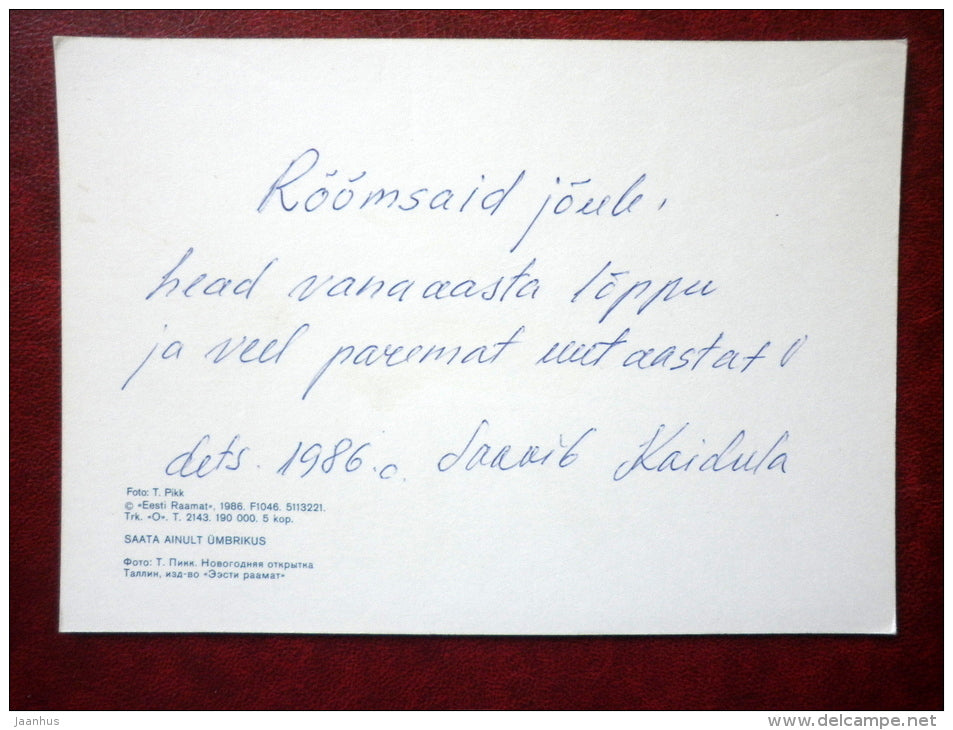 Rõõmsaid jõule,
head vanaaasta lõppu
ja veel paremat uut aastat!
dets. 1986.a. Soovib Kaidula
Foto: T. Pikk
© «Eesti Raamat», 1986. F1046. 5113221.
Trk. «O». T. 2143. 190 000. 5 kop.
SAATA AINULT ÜMBRIKUS
Фото: Т. Пикк. Новогодняя открытка
Таллин, изд-во «Ээсти раамат»
Jaanhus
www.delcampe.net